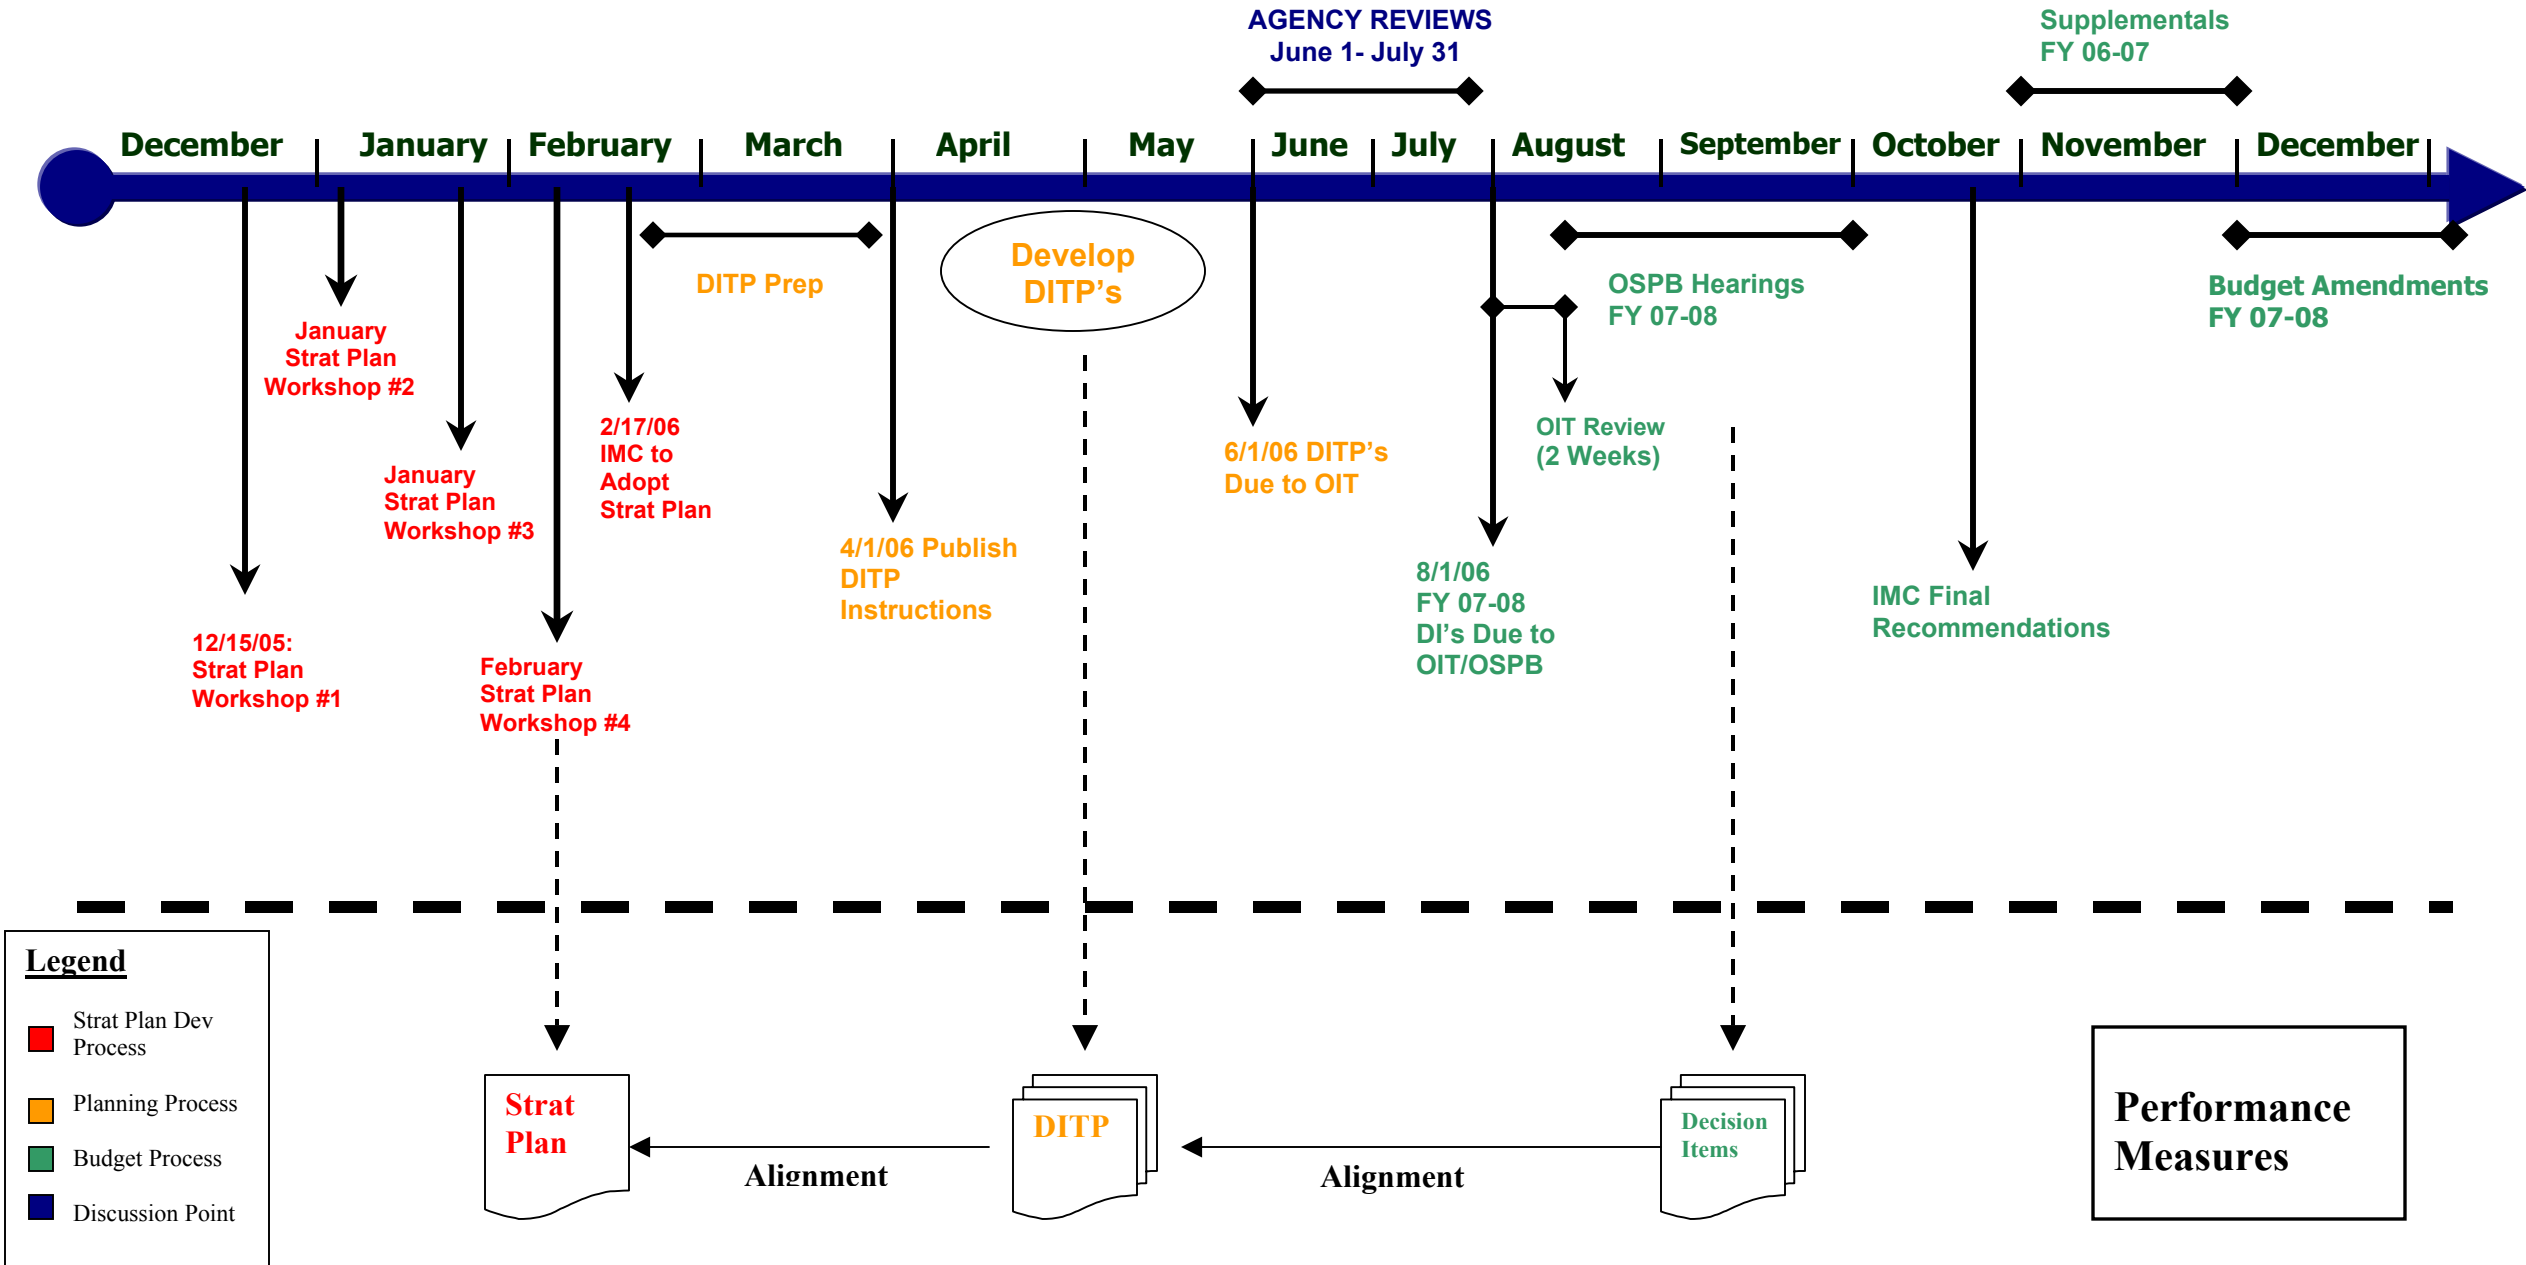 AGENCY REVIEWS
June 1- July 31
Supplementals
FY 06-07
December
January
February
March
April
May
June
July
August
September
October
November
December
DITP Prep
Develop
DITP’s
OSPB Hearings
FY 07-08
Budget Amendments
FY 07-08
January
Strat Plan
Workshop #2
January
Strat Plan
Workshop #3
2/17/06
IMC to
Adopt
Strat Plan
4/1/06 Publish
DITP
Instructions
6/1/06 DITP’s
Due to OIT
OIT Review
(2 Weeks)
8/1/06
FY 07-08
DI’s Due to
OIT/OSPB
IMC Final
Recommendations
12/15/05:
Strat Plan
Workshop #1
February
Strat Plan
Workshop #4
Legend
Strat Plan Dev
Process
Planning Process
Budget Process
Discussion Point
Strat
Plan
Alignment
DITP
Alignment
Decision
Items
Performance
Measures